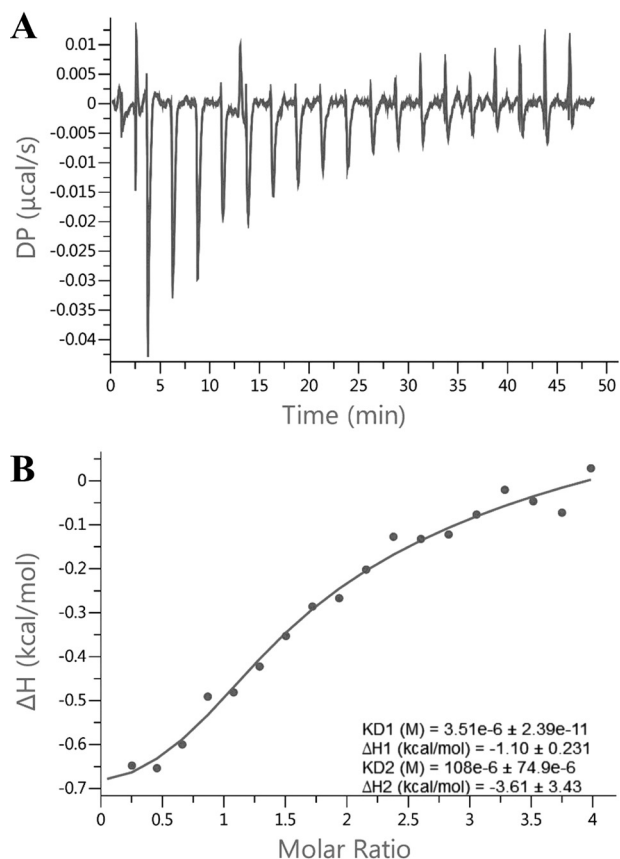 A
0.01
0.005
0
-0.005
-0.01
-0.015
-0.02
-0.025
-0.03
-0.035
-0.04
DP (μcal/s)
0 5 10 15 20 25 30 35 40 45 50
Time (min)
B
0
-0.1
-0.2
-0.3
-0.4
-0.5
-0.6
-0.7
ΔH (kcal/mol)
KD1 (M) = 3.51e-6 ± 2.39e-11
ΔH1 (kcal/mol) = -1.10 ± 0.231
KD2 (M) = 108e-6 ± 74.9e-6
ΔH2 (kcal/mol) = -3.61 ± 3.43
0 0.5 1 1.5 2 2.5 3 3.5 4
Molar Ratio